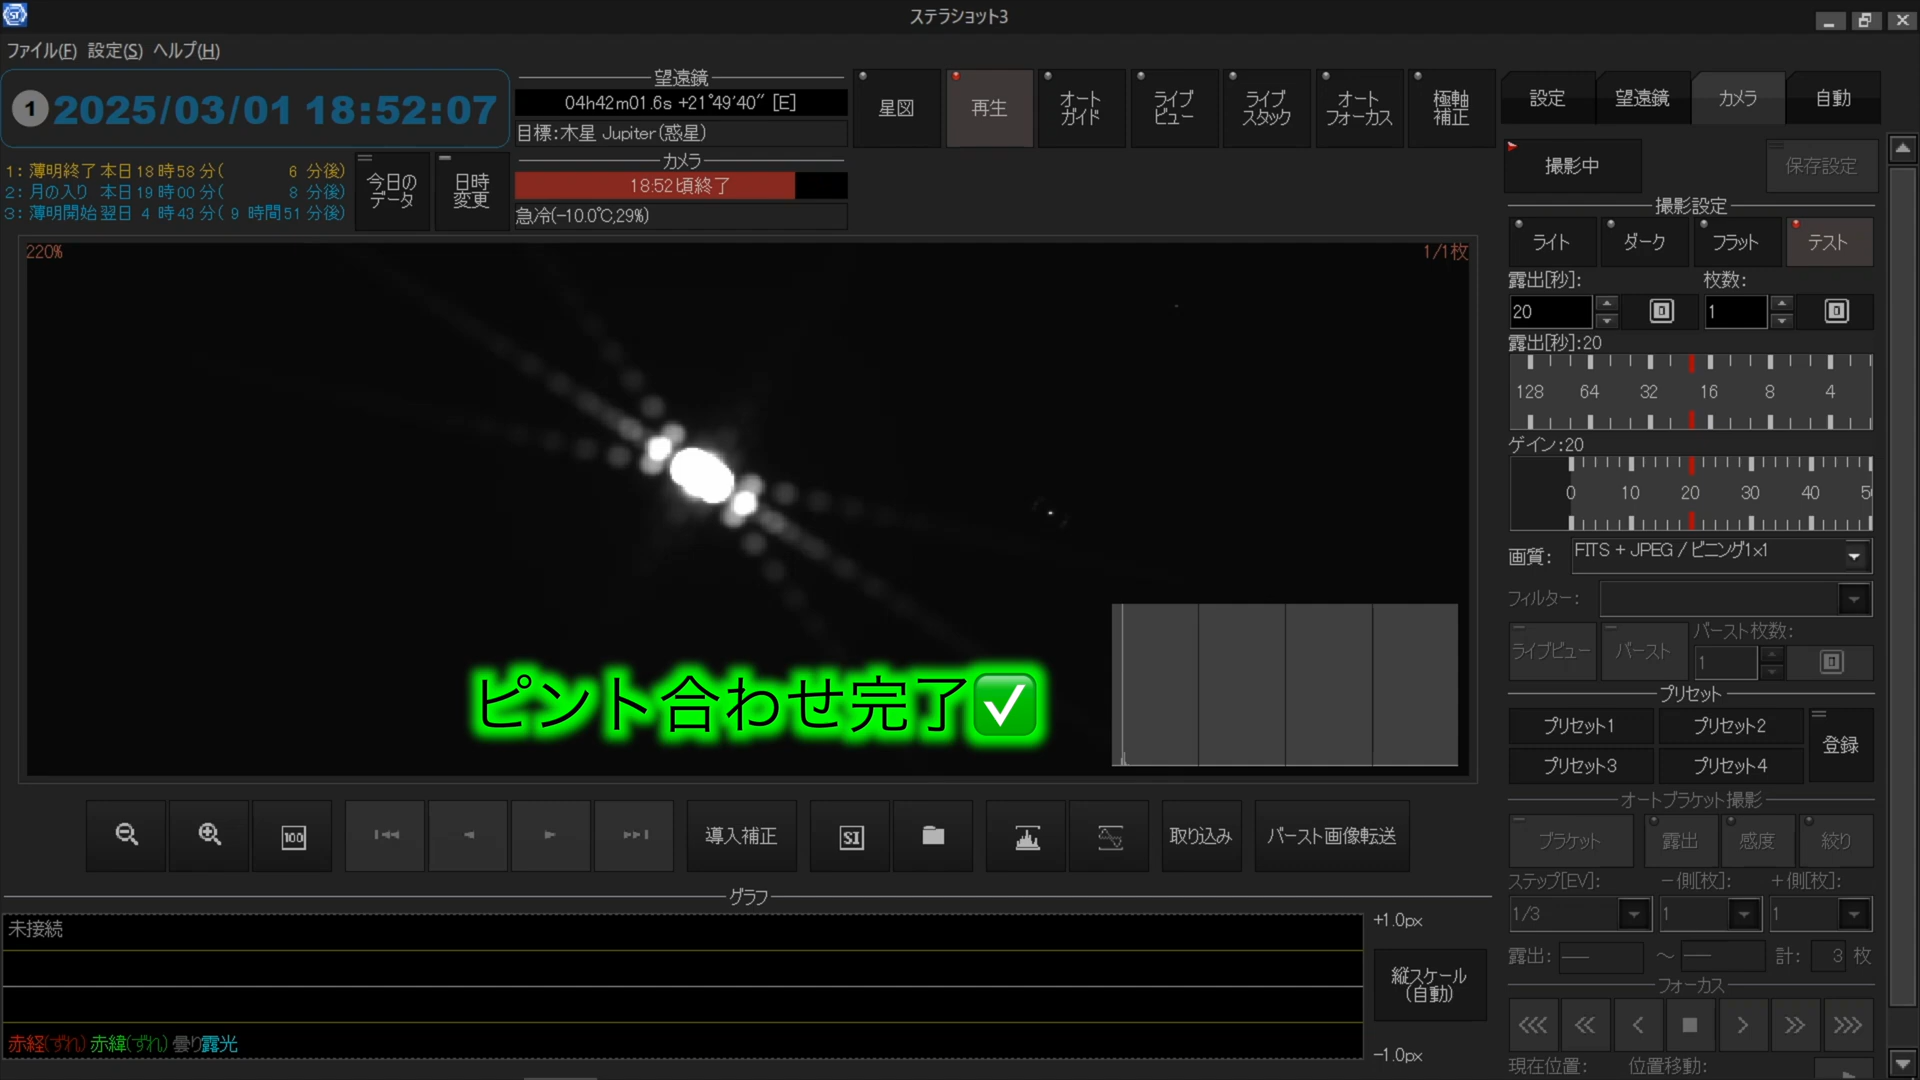 ステラショット3
ファイル(F) 設定(S) ヘルプ(H)
1 2025/03/01 18:52:07
1: 薄明終了 本日 18 時 58 分( 6 分後)
2: 月の入り 本日 19 時 00 分( 8 分後)
3: 薄明開始 翌日 4 時 43 分( 9 時間 51 分後)
今日の
データ
日時
変更
望遠鏡
04h42m01.6s +21°49′40″ [E]
目標:木星 Jupiter(惑星)
カメラ
18:52頃終了
急冷(-10.0℃,29%)
星図
再生
オート
ガイド
ライブ
ビュー
ライブ
スタック
オート
フォーカス
極軸
補正
設定
望遠鏡
カメラ
自動
撮影中
保存設定
撮影設定
ライト
ダーク
フラット
テスト
露出[秒]:
枚数:
20
1
露出[秒]:20
128 64 32 16 8 4
ゲイン:20
0 10 20 30 40 5
画質: FITS + JPEG / ビニング1x1
フィルター:
ライブビュー
バースト
バースト枚数:
1
プリセット
プリセット1
プリセット2
プリセット3
プリセット4
登録
オートブラケット撮影
ブラケット
露出
感度
絞り
ステップ[EV]: －側[枚]: ＋側[枚]:
1/3 1 1
露出: ―― ～ ―― 計: 3 枚
フォーカス
現在位置: 位置移動:
220%
1/1枚
ピント合わせ完了✅
100
導入補正
SI
取り込み
バースト画像転送
グラフ
未接続
+1.0px
縦スケール
(自動)
-1.0px
赤経(ずれ) 赤緯(ずれ) 曇り 露光